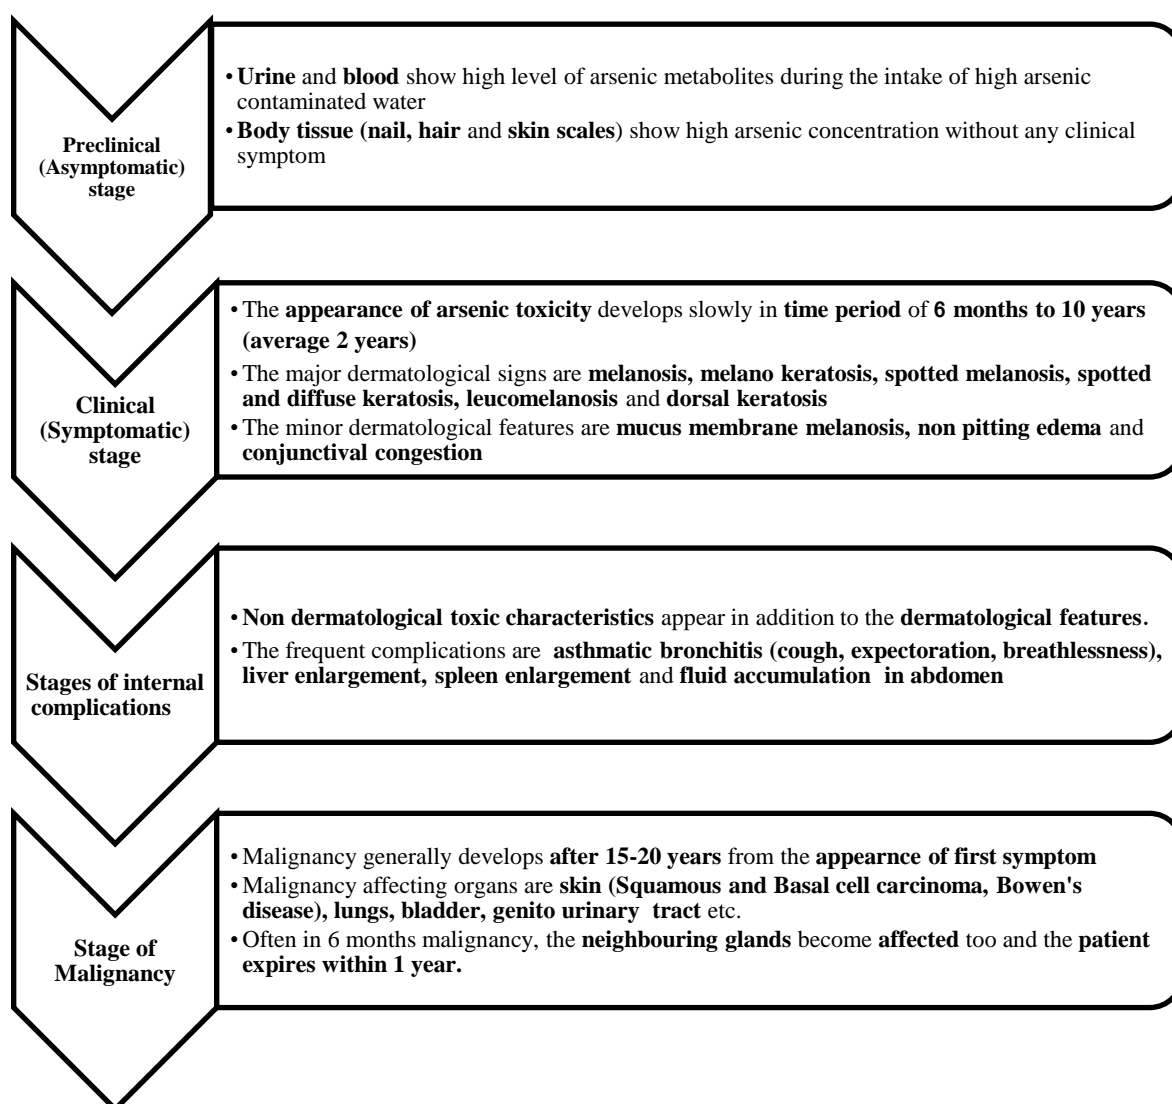 Preclinical
(Asymptomatic)
stage
• Urine and blood show high level of arsenic metabolites during the intake of high arsenic
contaminated water
• Body tissue (nail, hair and skin scales) show high arsenic concentration without any clinical
symptom
Clinical
(Symptomatic)
stage
• The appearance of arsenic toxicity develops slowly in time period of 6 months to 10 years
(average 2 years)
• The major dermatological signs are melanosis, melano keratosis, spotted melanosis, spotted
and diffuse keratosis, leucomelanosis and dorsal keratosis
• The minor dermatological features are mucus membrane melanosis, non pitting edema and
conjunctival congestion
Stages of internal
complications
• Non dermatological toxic characteristics appear in addition to the dermatological features.
• The frequent complications are asthmatic bronchitis (cough, expectoration, breathlessness),
liver enlargement, spleen enlargement and fluid accumulation in abdomen
Stage of
Malignancy
• Malignancy generally develops after 15-20 years from the appearnce of first symptom
• Malignancy affecting organs are skin (Squamous and Basal cell carcinoma, Bowen's
disease), lungs, bladder, genito urinary tract etc.
• Often in 6 months malignancy, the neighbouring glands become affected too and the patient
expires within 1 year.